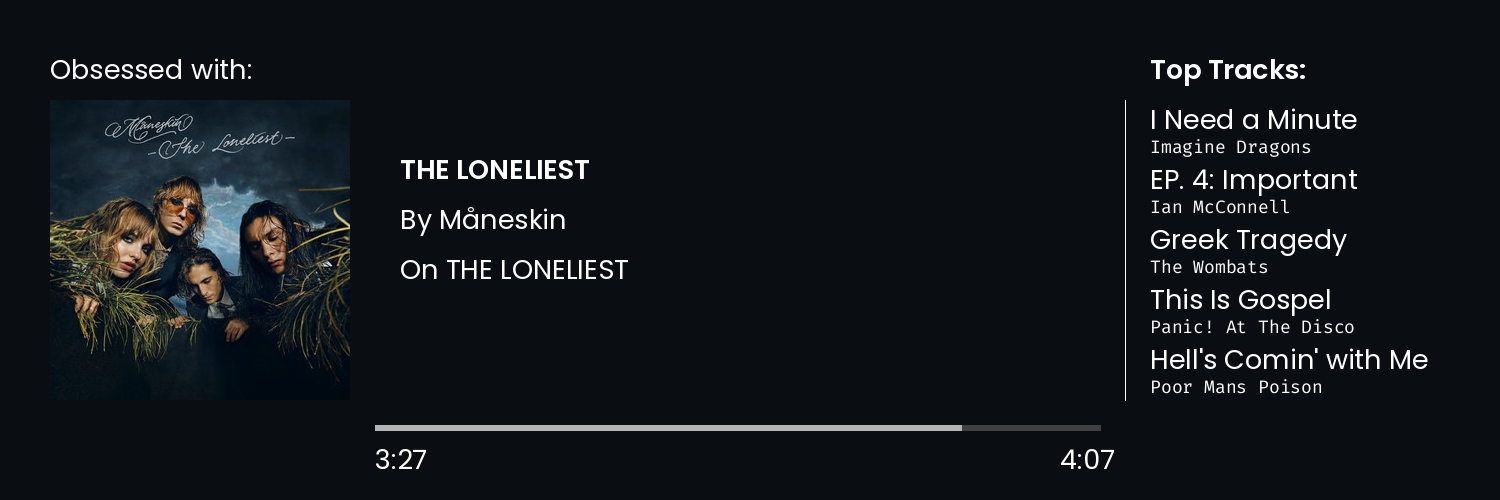 Obsessed with:
Måneskin
– The Loneliest –
THE LONELIEST
By Måneskin
On THE LONELIEST
3:27
4:07
Top Tracks:
I Need a Minute
Imagine Dragons
EP. 4: Important
Ian McConnell
Greek Tragedy
The Wombats
This Is Gospel
Panic! At The Disco
Hell's Comin' with Me
Poor Mans Poison